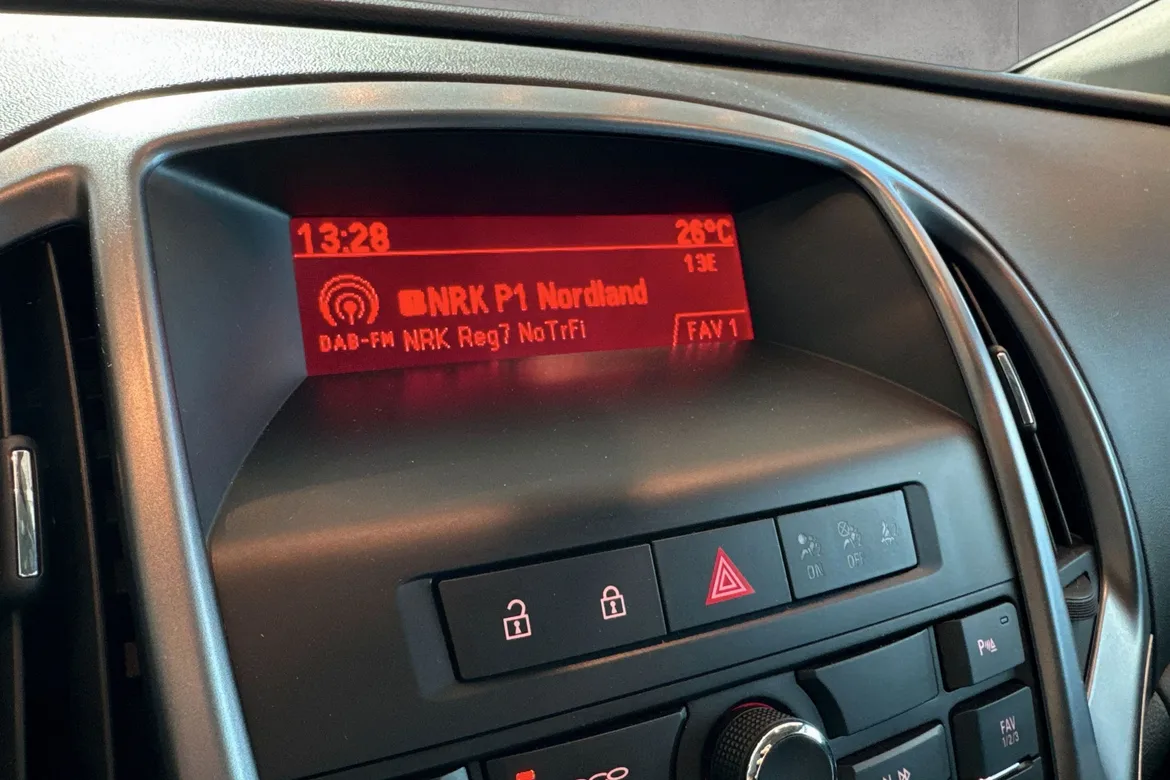 13:28 26°C
13E
NRK P1 Nordland
DAB-FM NRK Reg7 NoTrFi
FAV 1
ON OFF
P
FAV
1/2/3